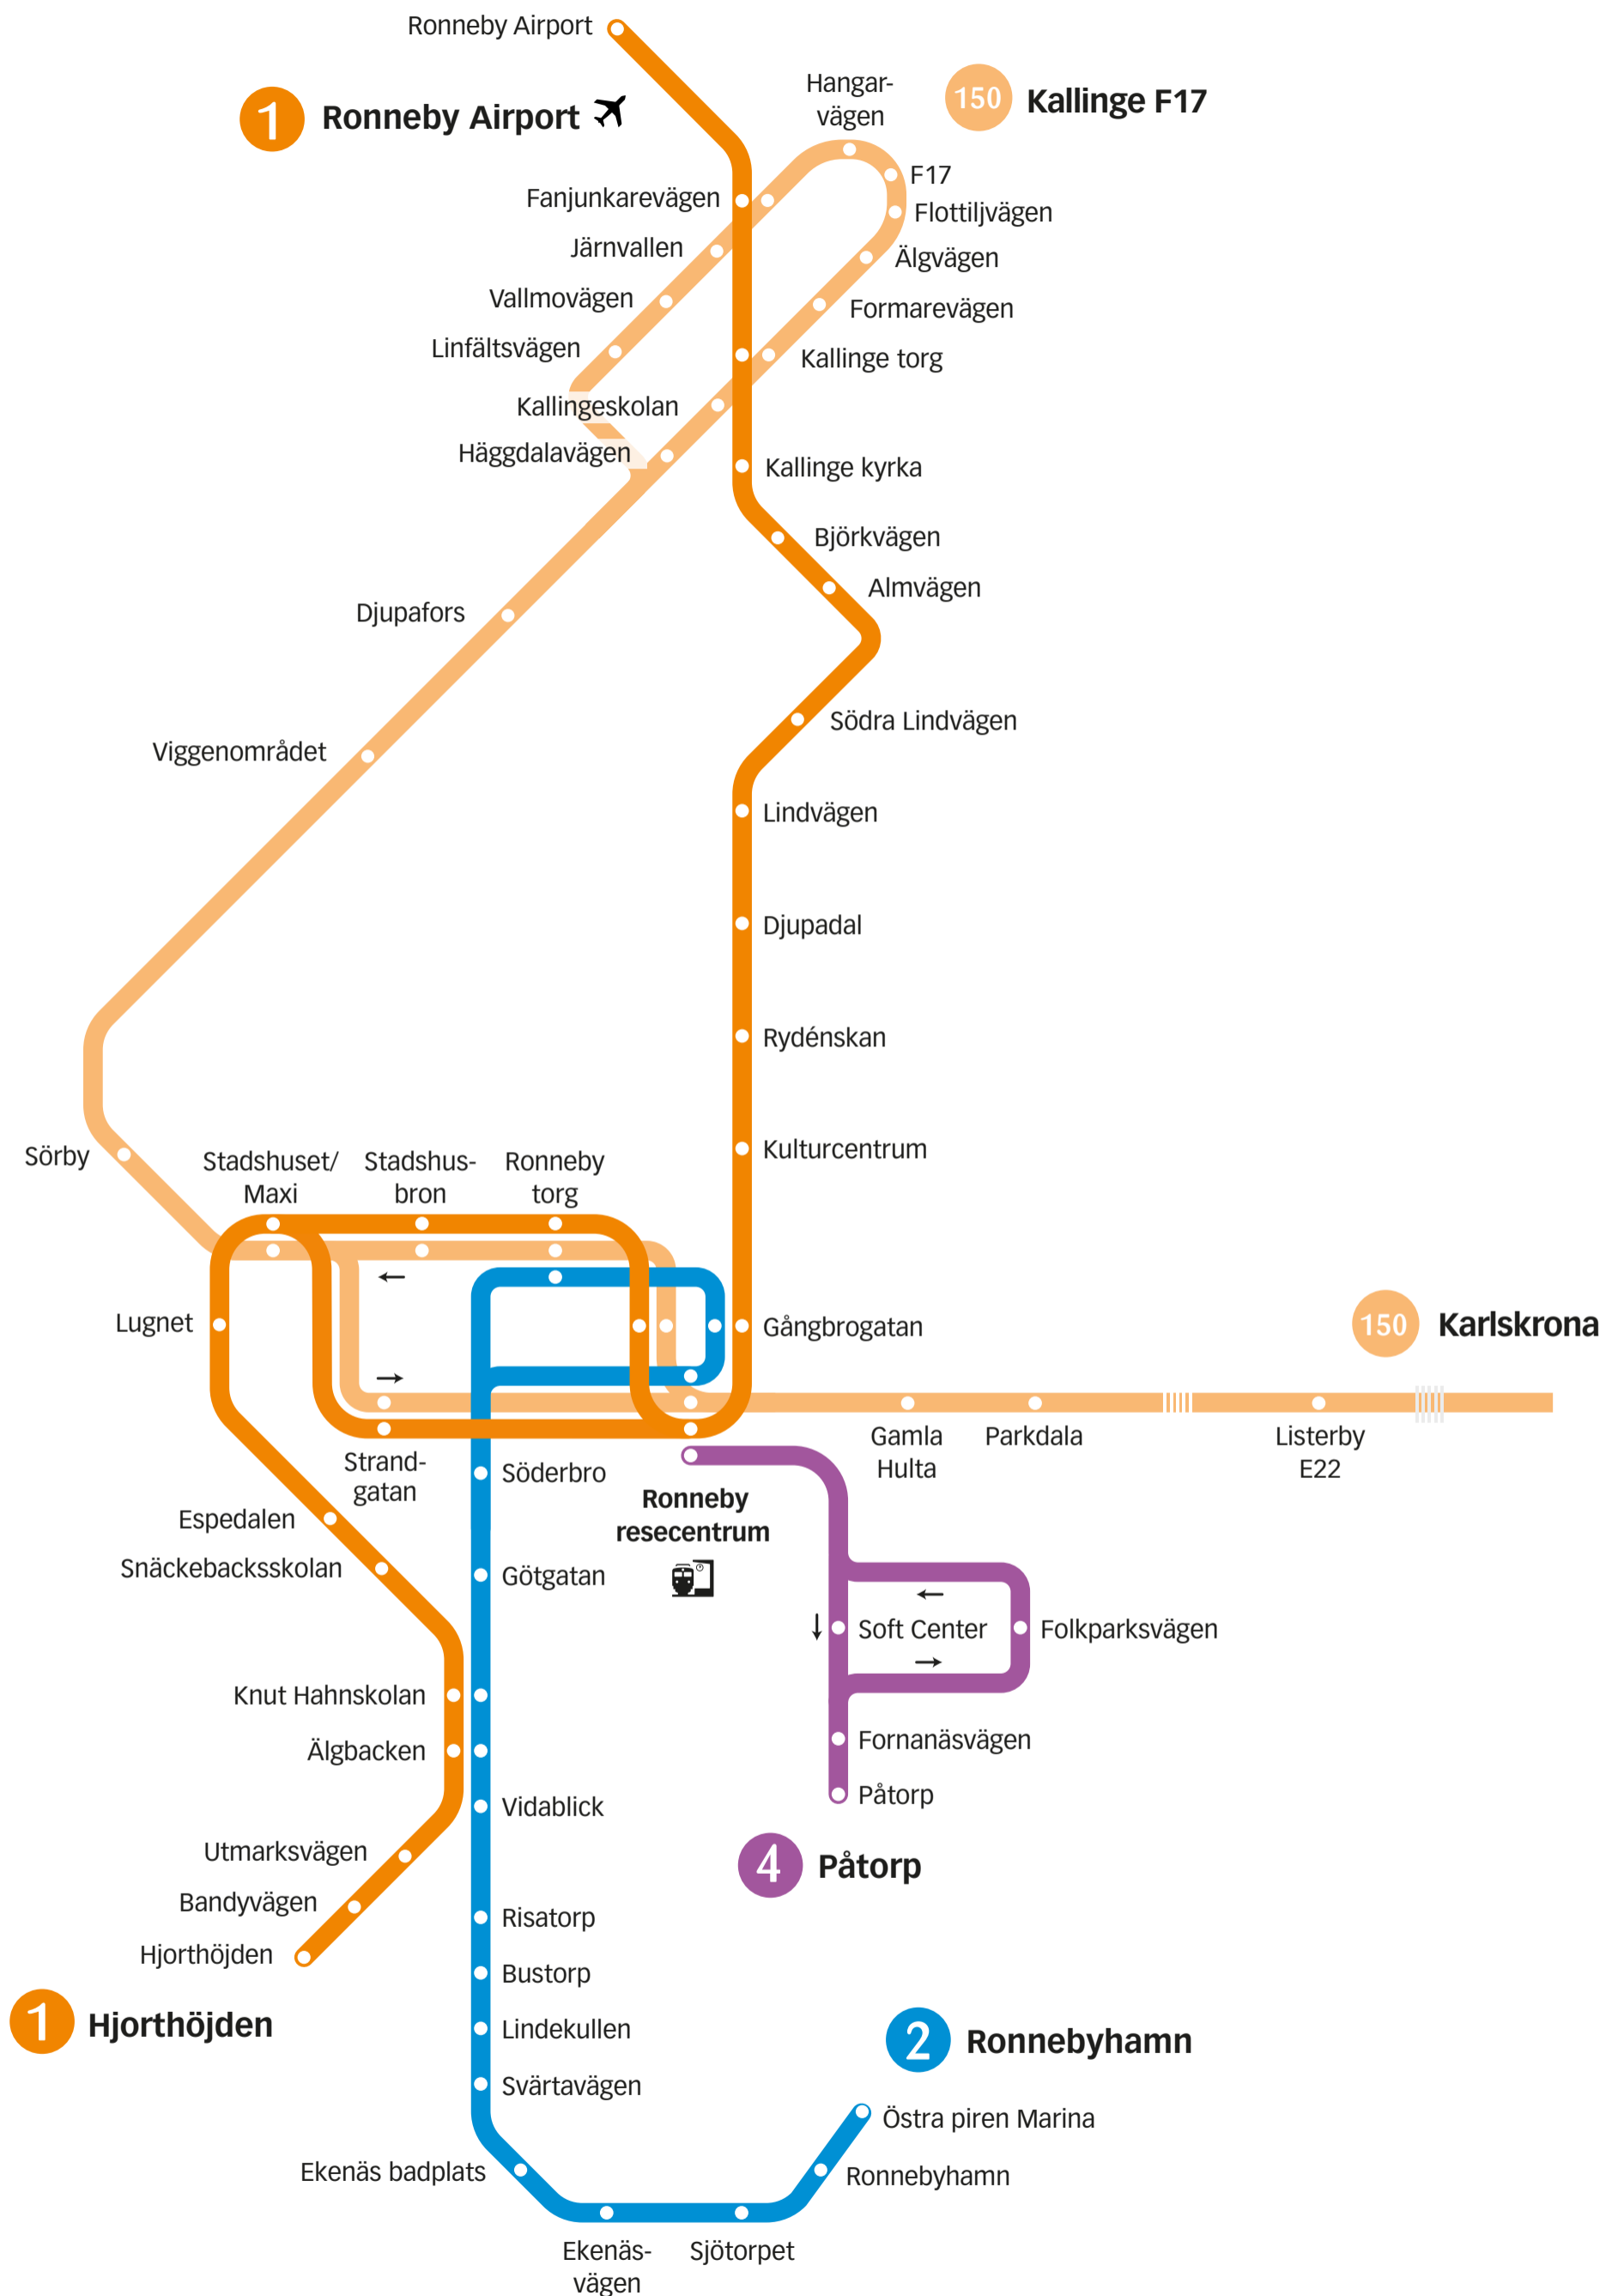 Ronneby Airport
1 Ronneby Airport
Hangar-
vägen
150 Kallinge F17
F17
Fanjunkarevägen
Flottiljvägen
Järnvallen
Älgvägen
Vallmovägen
Formarevägen
Linfältsvägen
Kallinge torg
Kallingeskolan
Häggdalavägen
Kallinge kyrka
Björkvägen
Almvägen
Djupafors
Södra Lindvägen
Viggenområdet
Lindvägen
Djupadal
Rydénskan
Kulturcentrum
Sörby
Stadshuset/
Maxi
Stadshus-
bron
Ronneby
torg
Lugnet
Gångbrogatan
150 Karlskrona
Strand-
gatan
Gamla
Hulta
Parkdala
Listerby
E22
Söderbro
Ronneby
resecentrum
Espedalen
Snäckebacksskolan
Götgatan
Soft Center
Folkparksvägen
Knut Hahnskolan
Fornanäsvägen
Älgbacken
Påtorp
Vidablick
Utmarksvägen
4 Påtorp
Bandyvägen
Risatorp
Hjorthöjden
Bustorp
1 Hjorthöjden
Lindekullen
2 Ronnebyhamn
Svärtavägen
Östra piren Marina
Ekenäs badplats
Ronnebyhamn
Ekenäs-
vägen
Sjötorpet